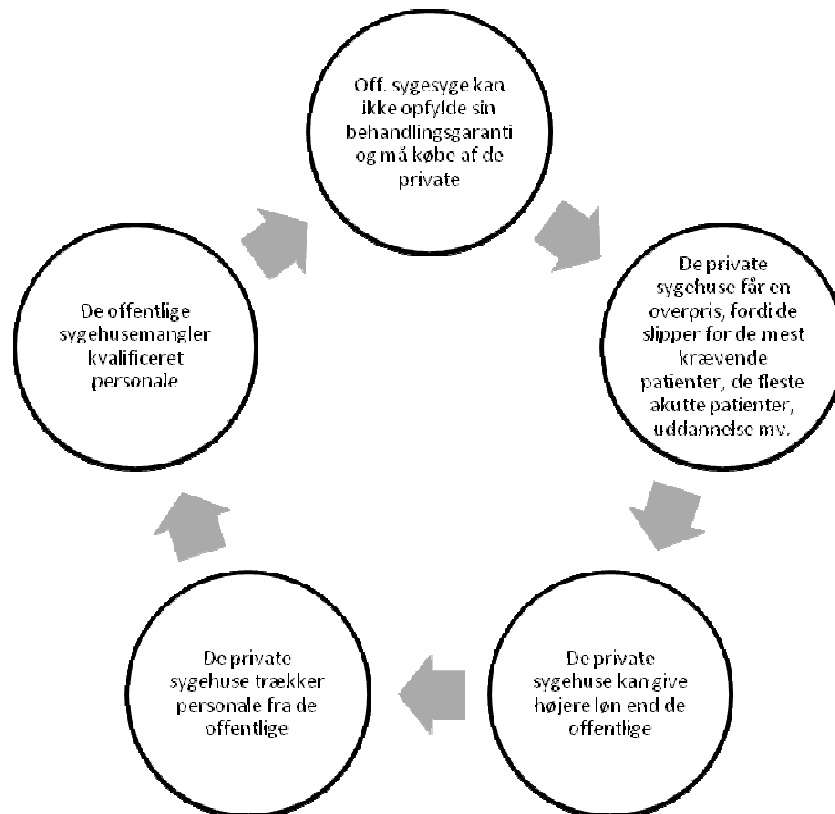 Off. sygesyge kan
ikke opfylde sin
behandlingsgaranti
og må købe af de
private
De private
sygehuse får en
overpris, fordi de
slipper for de mest
krævende
patienter, de fleste
akutte patienter,
uddannelse mv.
De private
sygehuse kan give
højere løn end de
offentlige
De private
sygehuse trækker
personale fra de
offentlige
De offentlige
sygehusemangler
kvalificeret
personale